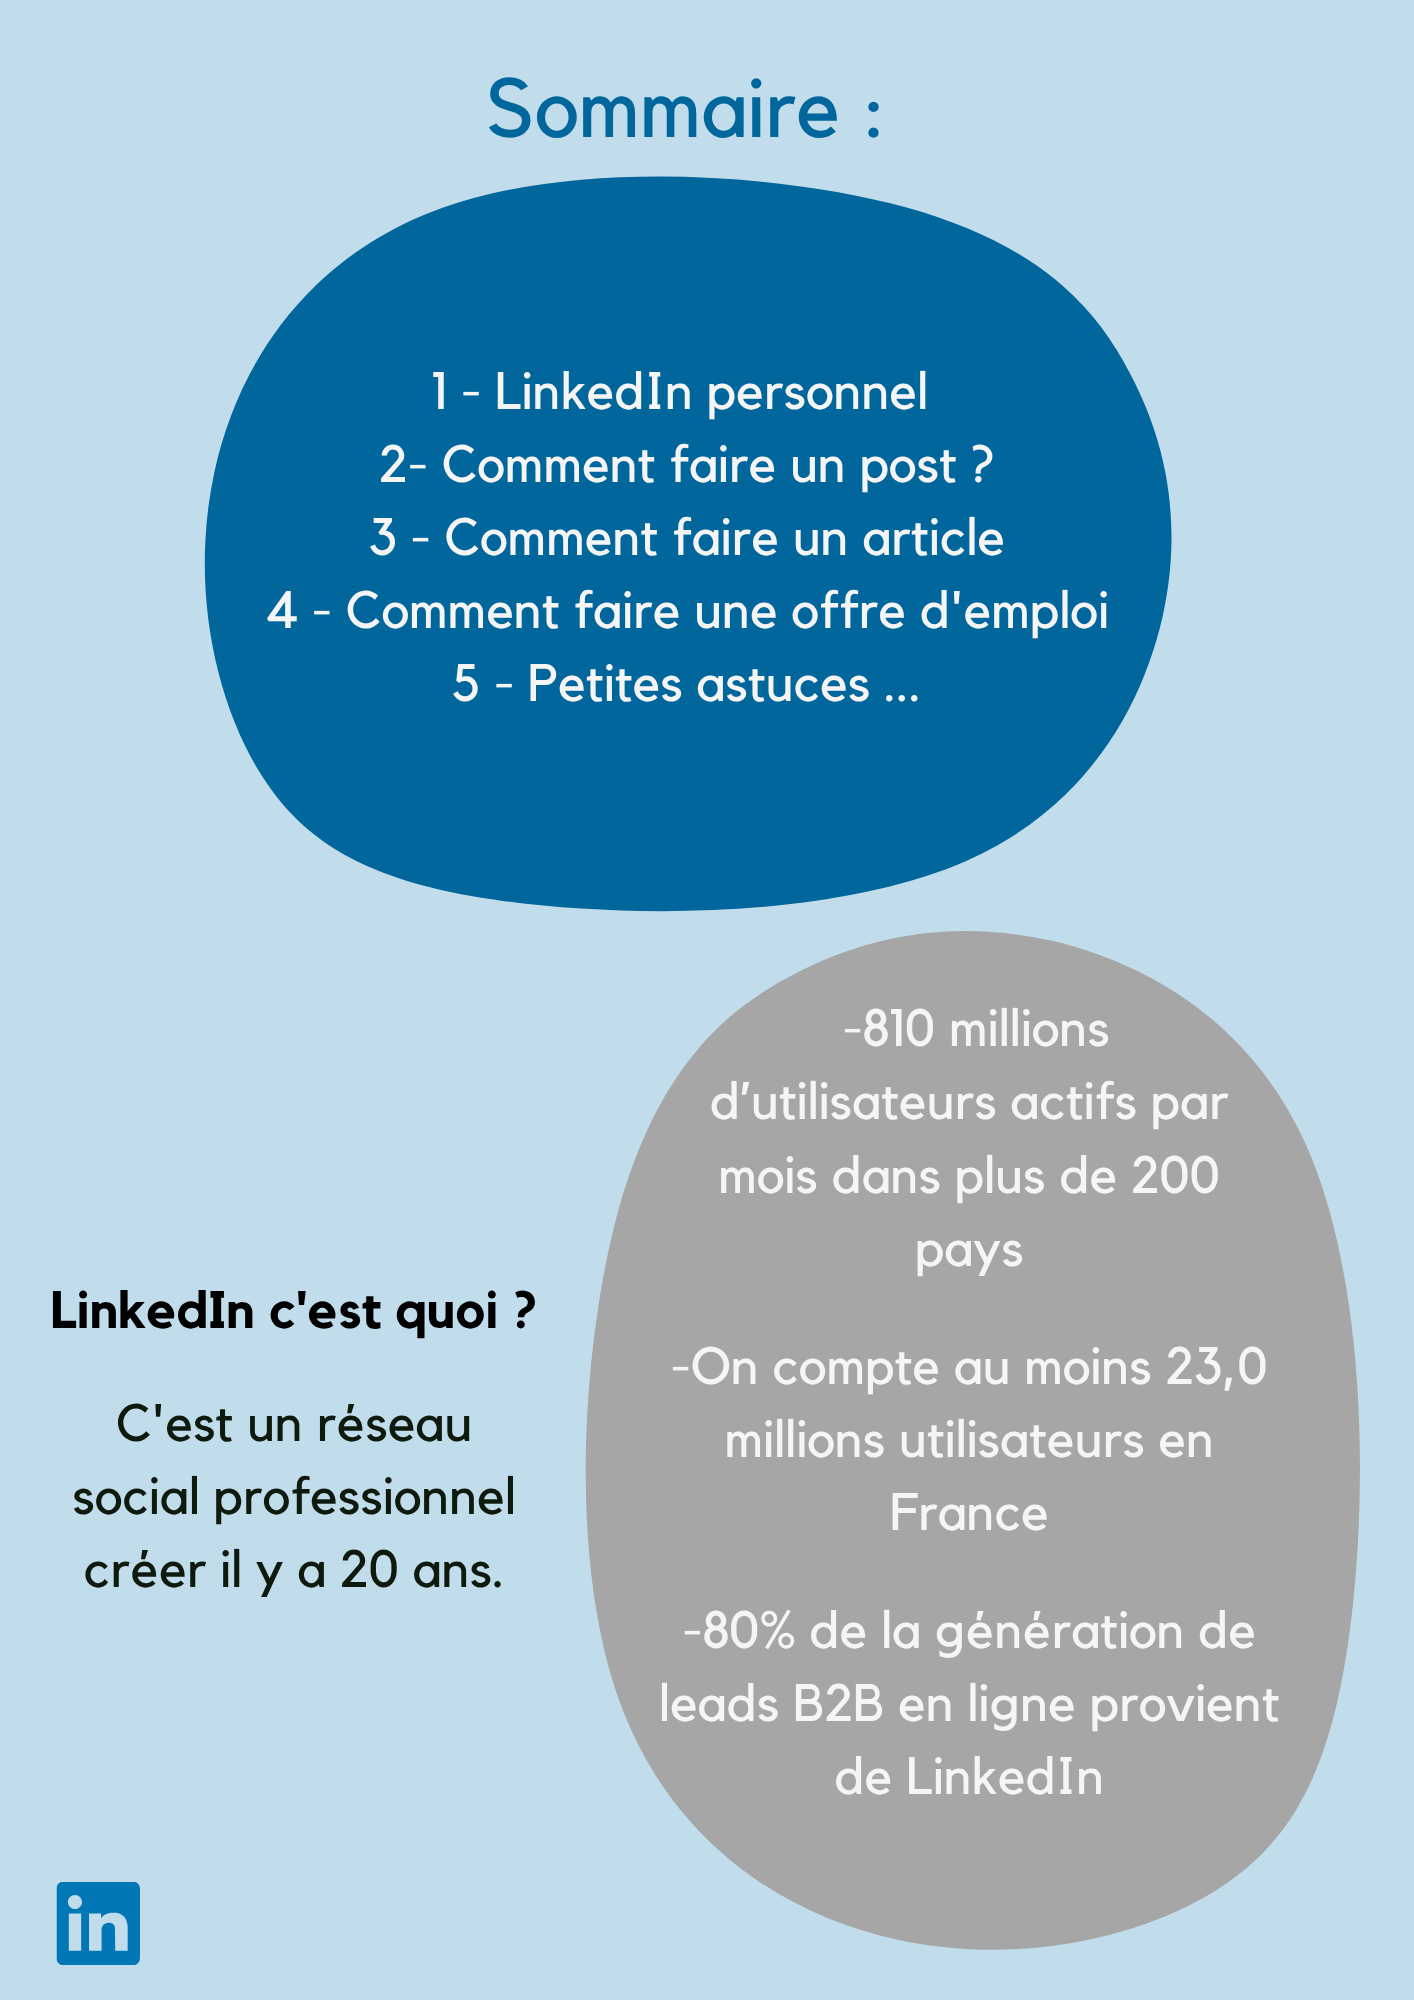 Sommaire :
1 - LinkedIn personnel
2- Comment faire un post ?
3 - Comment faire un article
4 - Comment faire une offre d'emploi
5 - Petites astuces ...
LinkedIn c'est quoi ?
C'est un réseau
social professionnel
créer il y a 20 ans.
-810 millions
d’utilisateurs actifs par
mois dans plus de 200
pays
-On compte au moins 23,0
millions utilisateurs en
France
-80% de la génération de
leads B2B en ligne provient
de LinkedIn
in